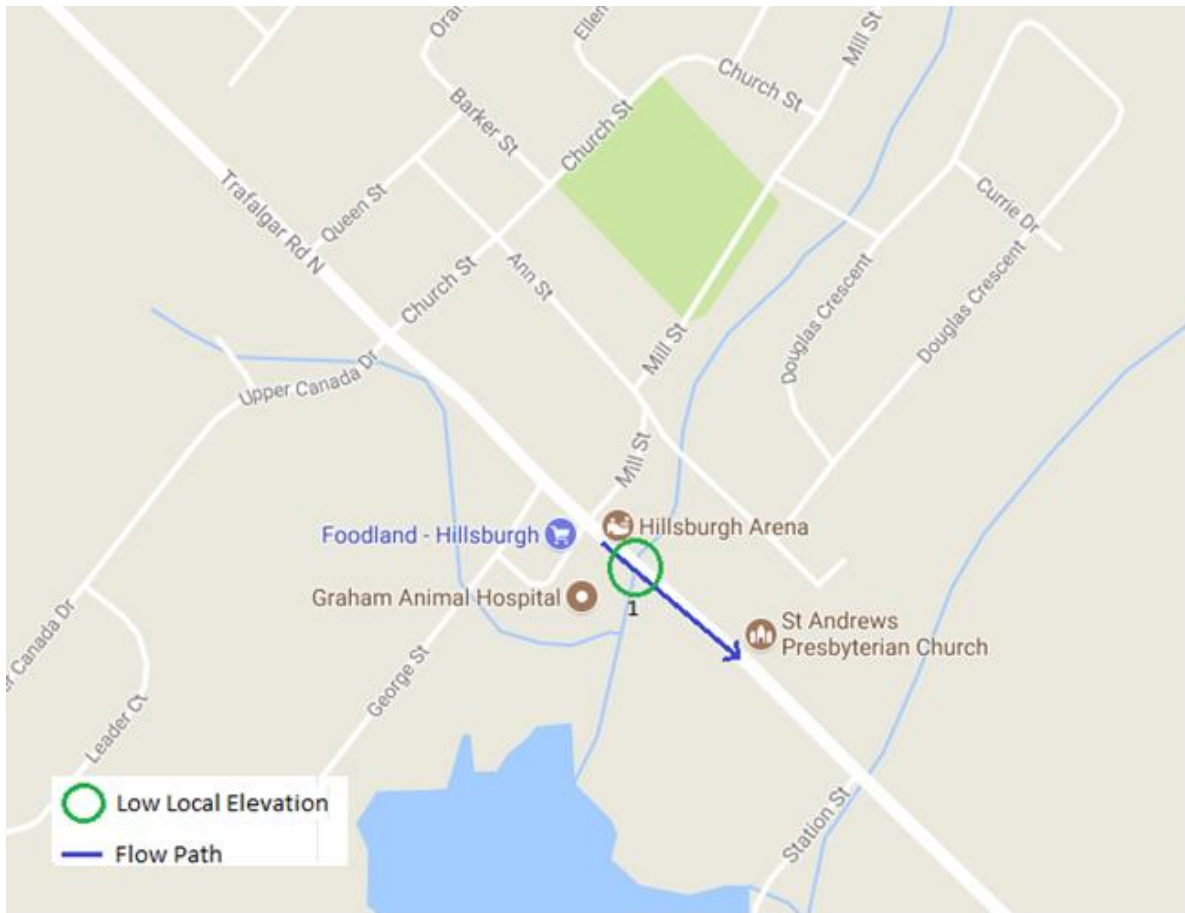 Oran
Ellen
Mill St
Church St
Barker St
Church St
Trafalgar Rd N
Queen St
Currie Dr
Church St
Ann St
Douglas Crescent
Douglas Crescent
Mill St
Upper Canada Dr
Mill St
Foodland - Hillsburgh
Hillsburgh Arena
Graham Animal Hospital
1
St Andrews
Presbyterian Church
er Canada Dr
George St
Leader Ct
Station St
Low Local Elevation
Flow Path